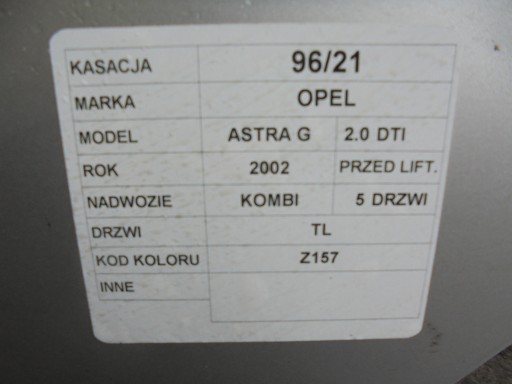 KASACJA 96/21
MARKA OPEL
MODEL ASTRA G 2.0 DTI
ROK 2002 PRZED LIFT.
NADWOZIE KOMBI 5 DRZWI
DRZWI TL
KOD KOLORU Z157
INNE